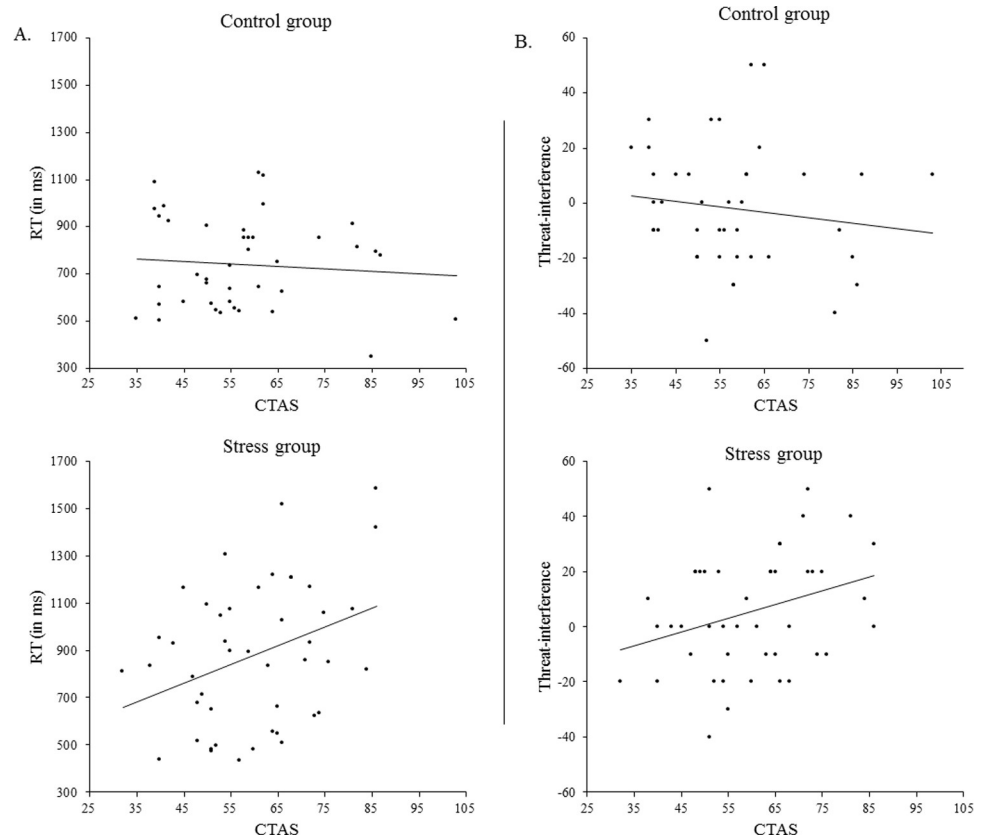 A.
Control group
1700
1500
1300
1100
900
700
500
300
RT (in ms)
25 35 45 55 65 75 85 95 105
CTAS
B.
Control group
60
40
20
0
-20
-40
-60
Threat-interference
25 35 45 55 65 75 85 95 105
CTAS
Stress group
1700
1500
1300
1100
900
700
500
300
RT (in ms)
25 35 45 55 65 75 85 95 105
CTAS
Stress group
60
40
20
0
-20
-40
-60
Threat-interference
25 35 45 55 65 75 85 95 105
CTAS